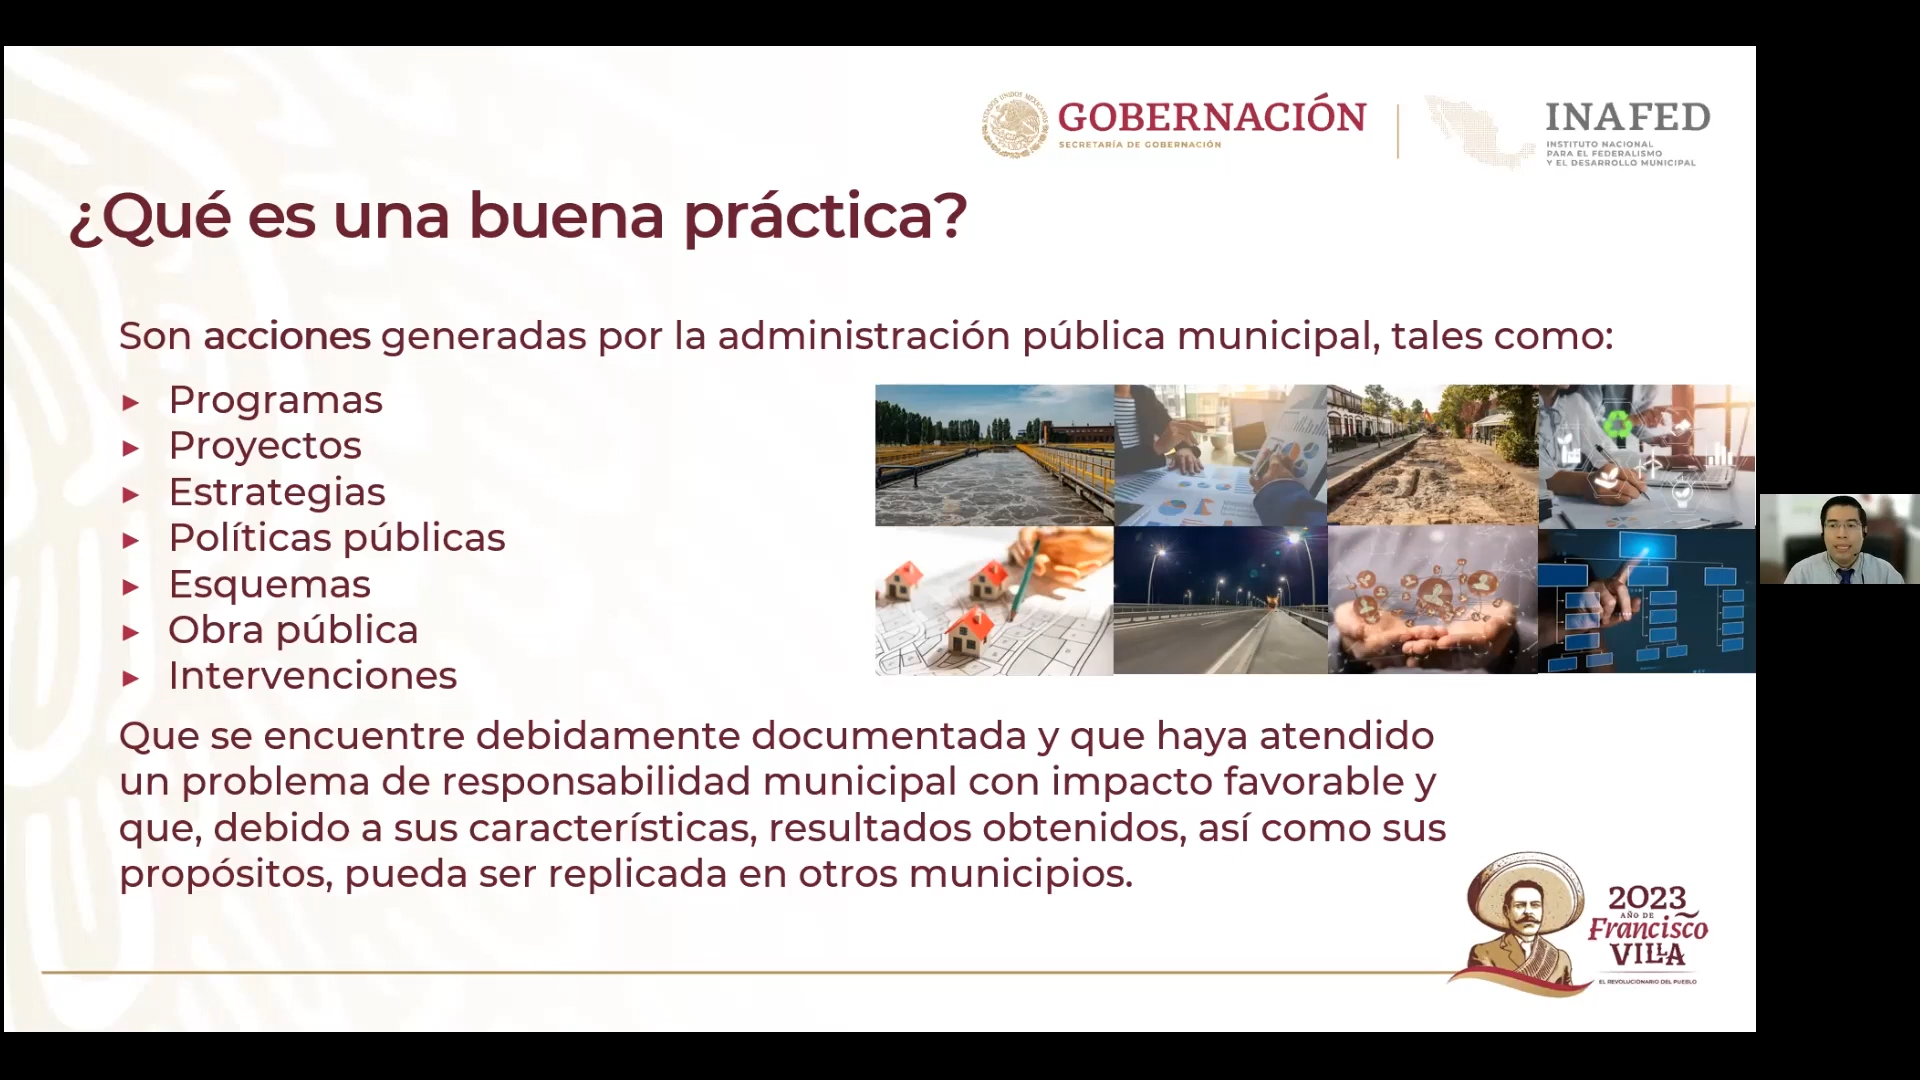 GOBERNACIÓN
SECRETARÍA DE GOBERNACIÓN
INAFED
INSTITUTO NACIONAL
PARA EL FEDERALISMO
Y EL DESARROLLO MUNICIPAL
¿Qué es una buena práctica?
Son acciones generadas por la administración pública municipal, tales como:
▸ Programas
▸ Proyectos
▸ Estrategias
▸ Políticas públicas
▸ Esquemas
▸ Obra pública
▸ Intervenciones
Que se encuentre debidamente documentada y que haya atendido
un problema de responsabilidad municipal con impacto favorable y
que, debido a sus características, resultados obtenidos, así como sus
propósitos, pueda ser replicada en otros municipios.
2023
AÑO DE
Francisco
VILLA
EL REVOLUCIONARIO DEL PUEBLO